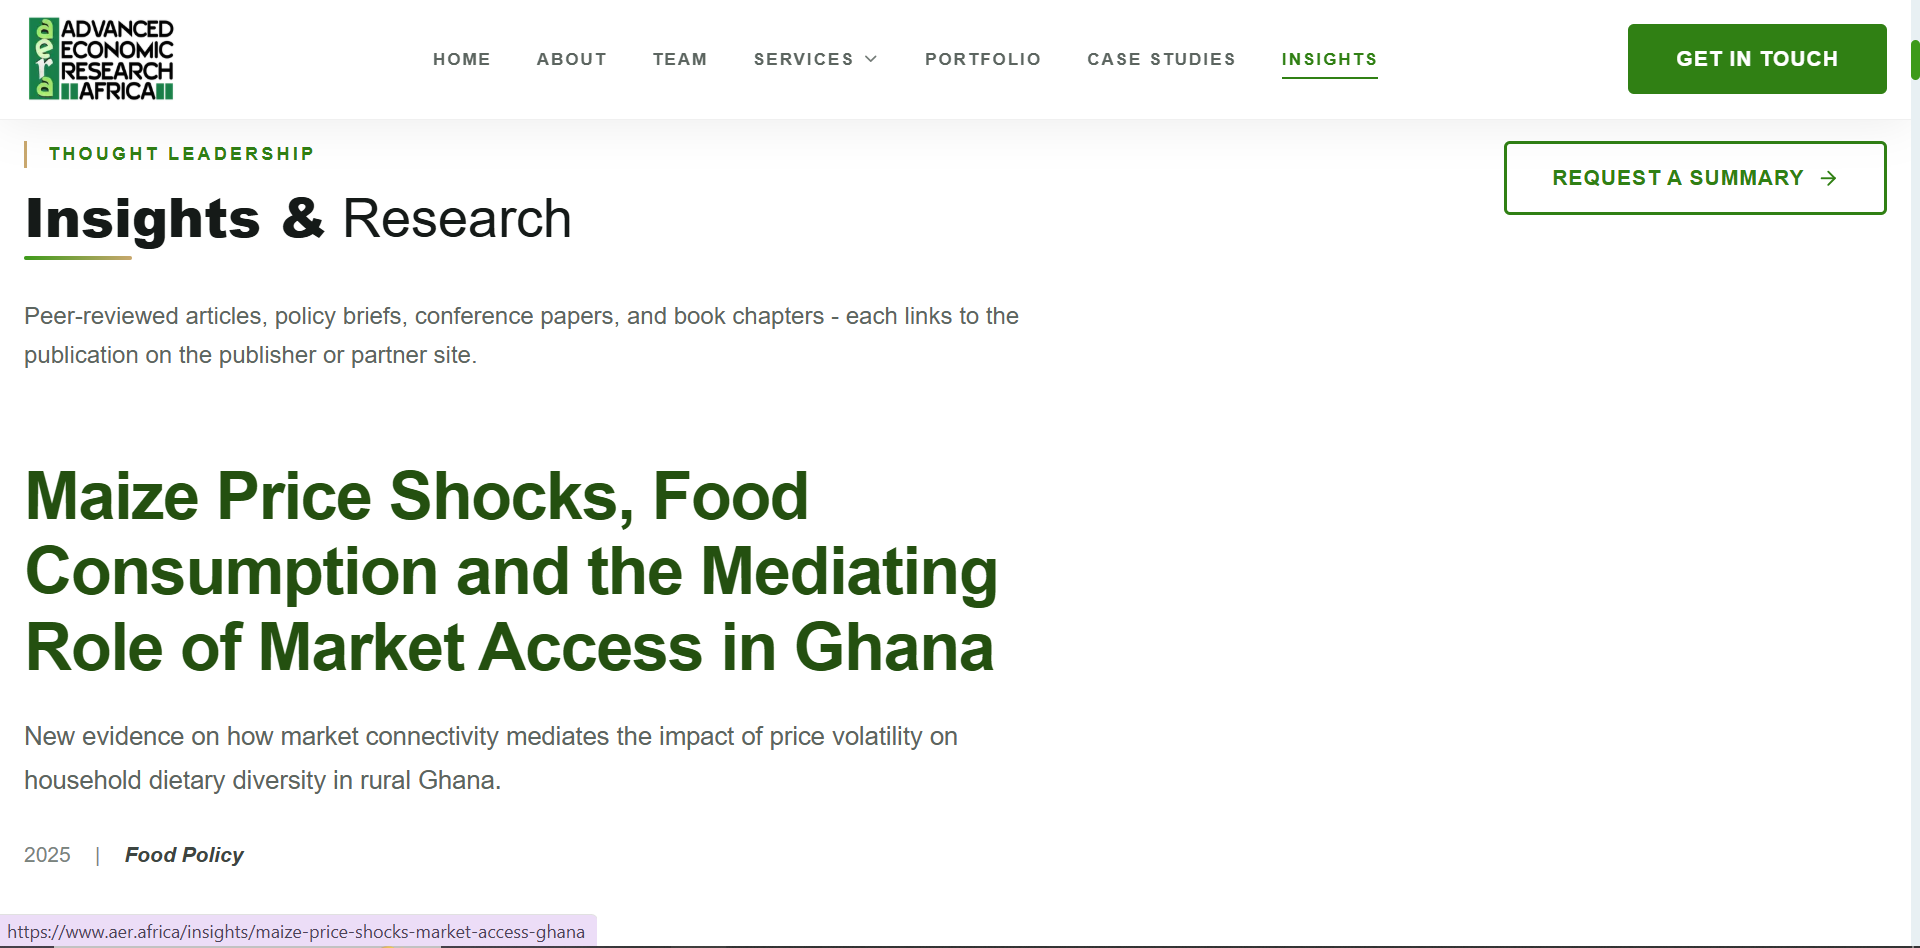 aera
ADVANCED
ECONOMIC
RESEARCH
AFRICA
HOME
ABOUT
TEAM
SERVICES
PORTFOLIO
CASE STUDIES
INSIGHTS
GET IN TOUCH
THOUGHT LEADERSHIP
REQUEST A SUMMARY →
Insights & Research
Peer-reviewed articles, policy briefs, conference papers, and book chapters - each links to the
publication on the publisher or partner site.
Maize Price Shocks, Food
Consumption and the Mediating
Role of Market Access in Ghana
New evidence on how market connectivity mediates the impact of price volatility on
household dietary diversity in rural Ghana.
2025 | Food Policy
https://www.aer.africa/insights/maize-price-shocks-market-access-ghana